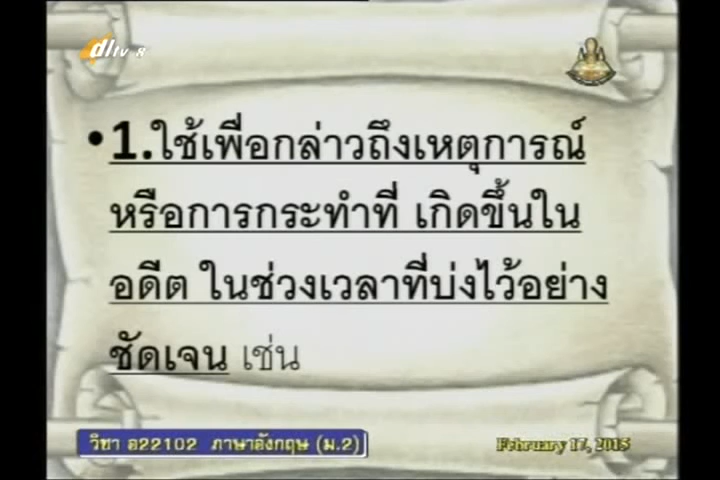 dltv 8
•1.ใช้เพื่อกล่าวถึงเหตุการณ์
หรือการกระทำที่ เกิดขึ้นใน
อดีต ในช่วงเวลาที่บ่งไว้อย่าง
ชัดเจน เช่น
วิชา อ22102 ภาษาอังกฤษ (ม.2)
February 17, 2015